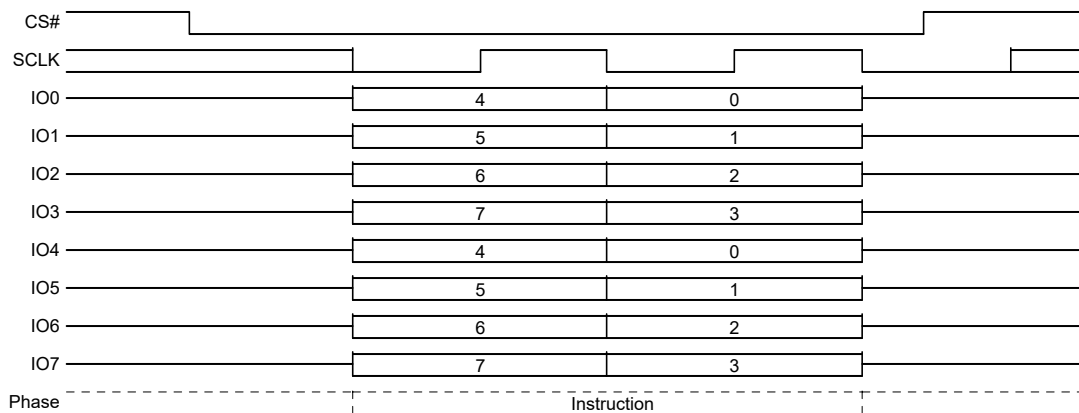 CS#
SCLK
IO0 4 0
IO1 5 1
IO2 6 2
IO3 7 3
IO4 4 0
IO5 5 1
IO6 6 2
IO7 7 3
Phase Instruction